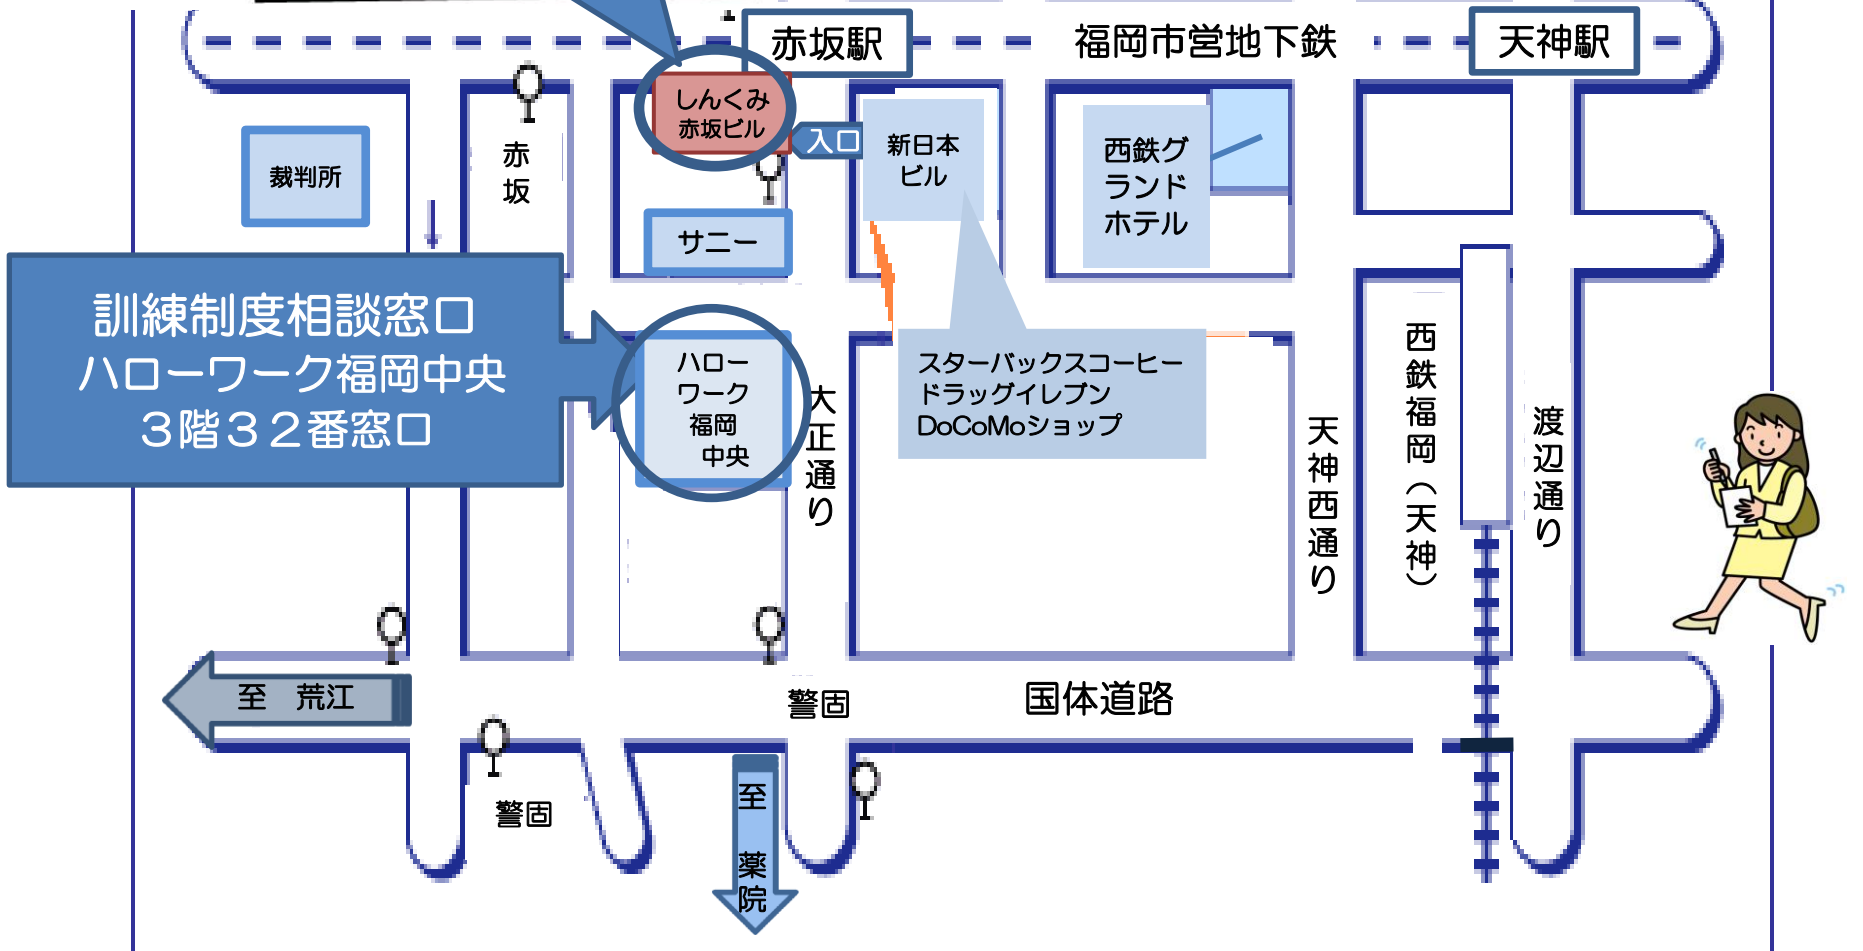 赤坂駅
福岡市営地下鉄
天神駅
しんくみ
赤坂ビル
入口
新日本
ビル
西鉄グ
ランド
ホテル
裁判所
赤坂
サニー
訓練制度相談窓口
ハローワーク福岡中央
3階32番窓口
ハロー
ワーク
福岡
中央
大正通り
スターバックスコーヒー
ドラッグイレブン
DoCoMoショップ
天神西通り
西鉄福岡（天神）
渡辺通り
至　荒江
警固
国体道路
警固
至　薬院